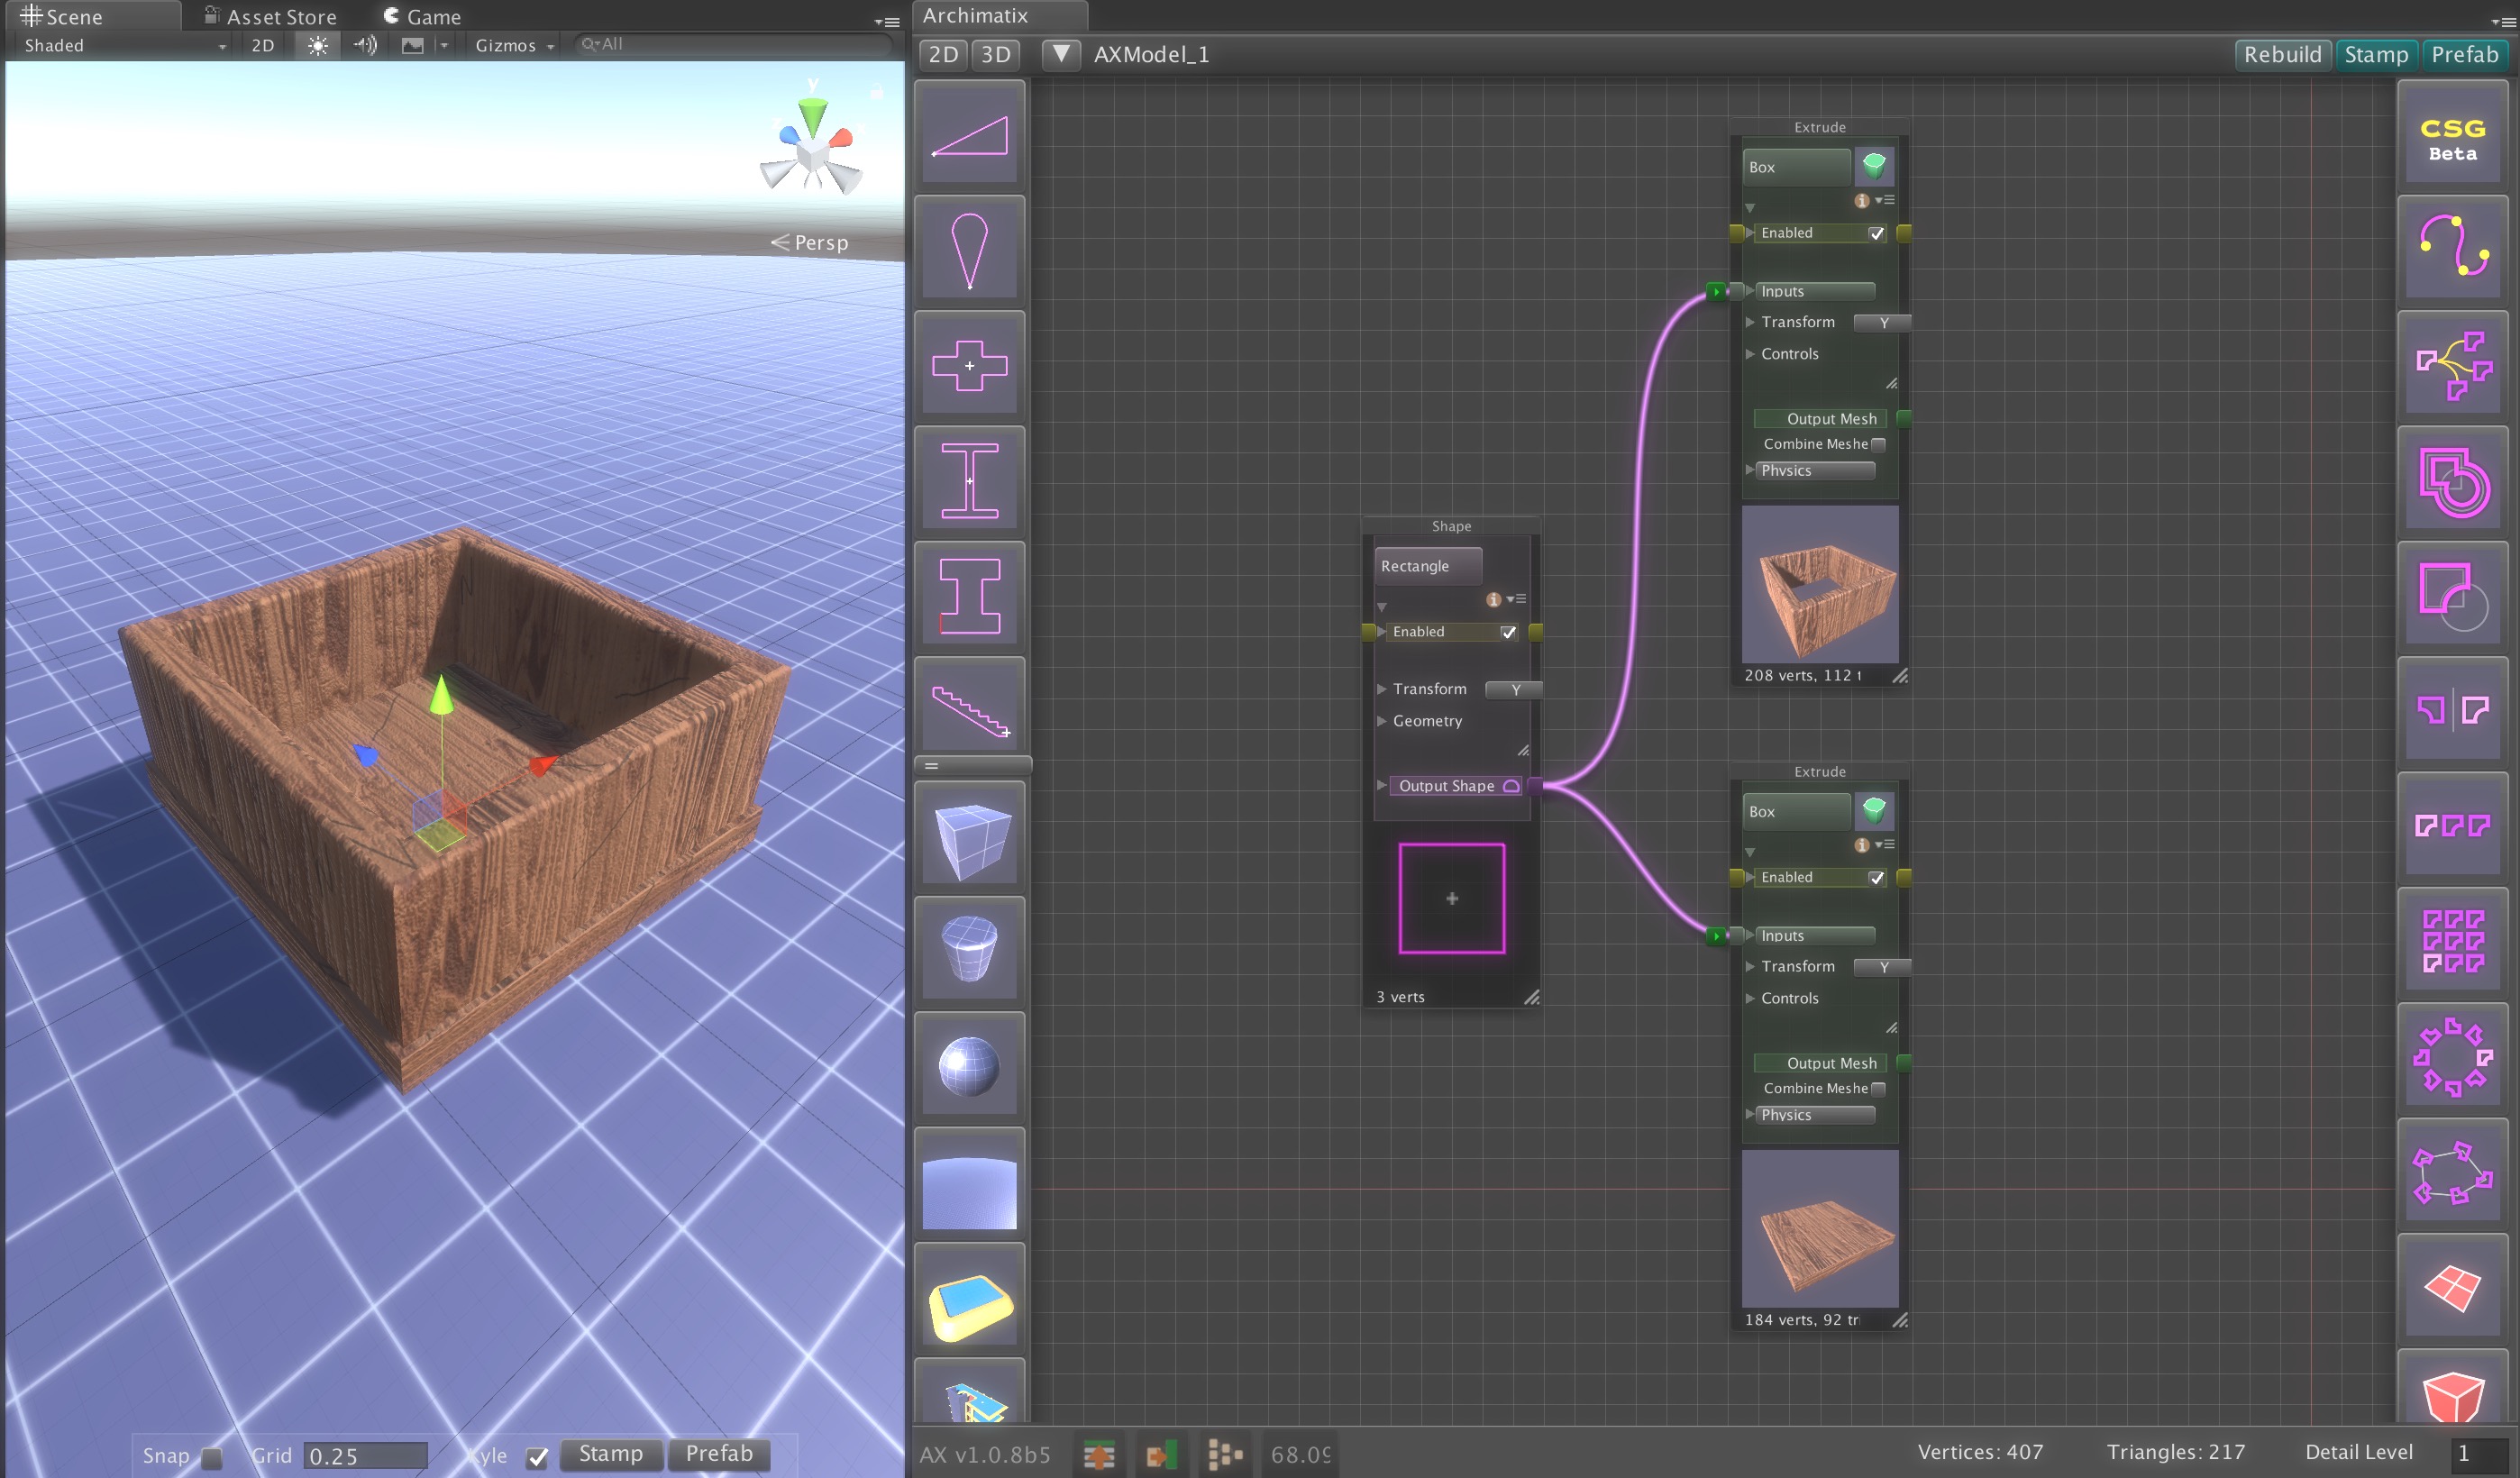 Scene
Asset Store
Game
Shaded
2D
Gizmos
All
y
Persp
Snap
Grid
0.25
Kyle
Stamp
Prefab
Archimatix
2D
3D
AXModel_1
Rebuild
Stamp
Prefab
CSG
Beta
Extrude
Box
Enabled
Inputs
Transform
Y
Controls
Output Mesh
Combine Meshe
Physics
208 verts, 112 t
Shape
Rectangle
Enabled
Transform
Y
Geometry
Output Shape
3 verts
Extrude
Box
Enabled
Inputs
Transform
Y
Controls
Output Mesh
Combine Meshe
Physics
184 verts, 92 tr
AX v1.0.8b5
68.09
Vertices: 407
Triangles: 217
Detail Level
1